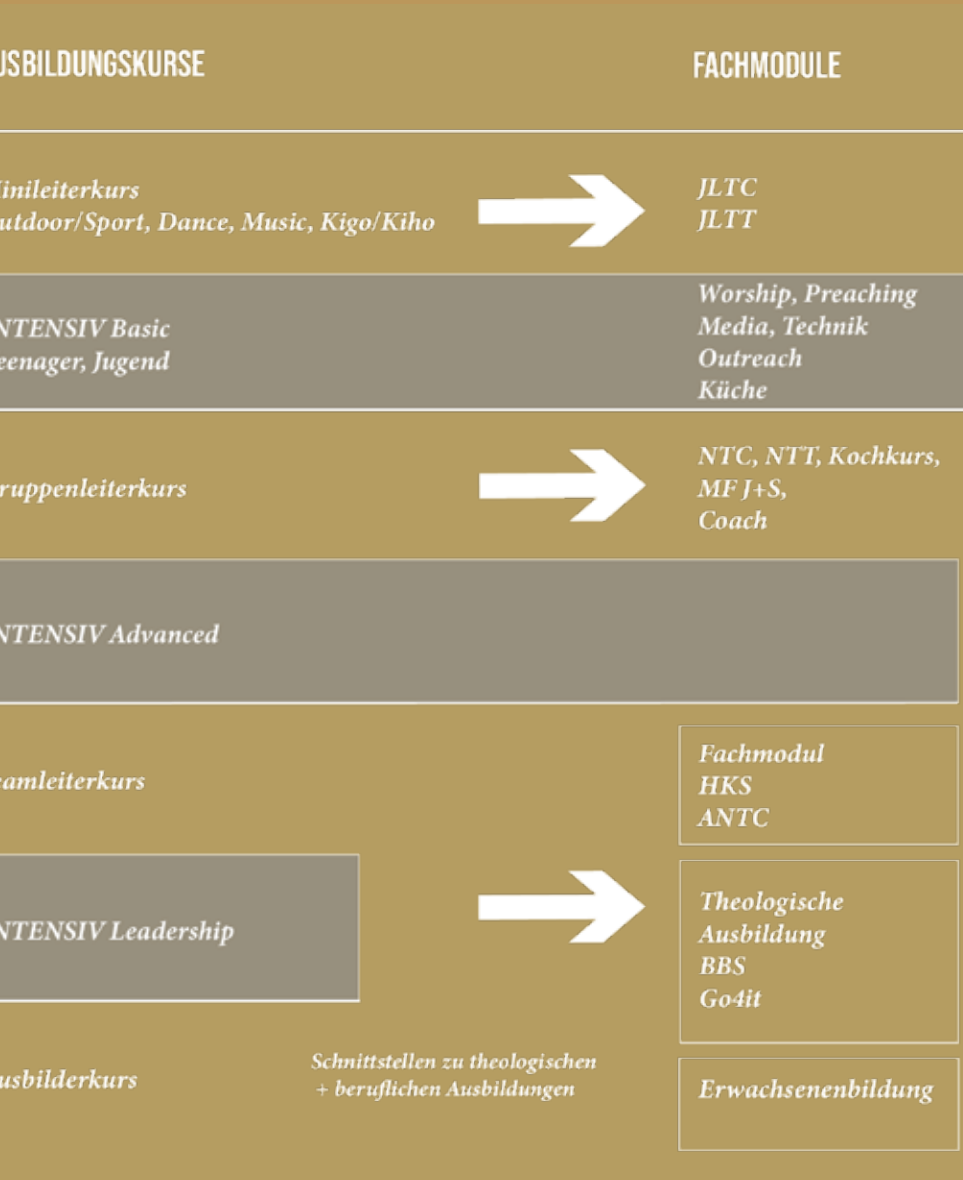 USBILDUNGSKURSE
FACHMODULE
inileiterkurs
utdoor/Sport, Dance, Music, Kigo/Kiho
JLTC
JLTT
NTENSIV Basic
eenager, Jugend
Worship, Preaching
Media, Technik
Outreach
Küche
ruppenleiterkurs
NTC, NTT, Kochkurs,
MF J+S,
Coach
NTENSIV Advanced
eamleiterkurs
Fachmodul
HKS
ANTC
NTENSIV Leadership
Theologische
Ausbildung
BBS
Go4it
usbilderkurs
Schnittstellen zu theologischen
+ beruflichen Ausbildungen
Erwachsenenbildung